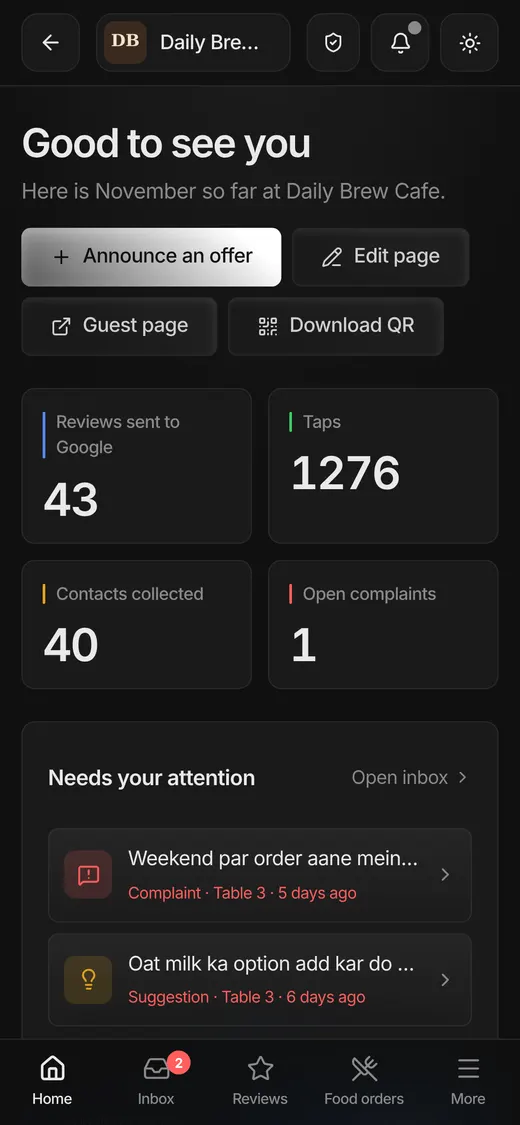 DB
Daily Bre...
Good to see you
Here is November so far at Daily Brew Cafe.
Announce an offer
Edit page
Guest page
Download QR
Reviews sent to
Google
43
Taps
1276
Contacts collected
40
Open complaints
1
Needs your attention
Open inbox
Weekend par order aane mein...
Complaint · Table 3 · 5 days ago
Oat milk ka option add kar do ...
Suggestion · Table 3 · 6 days ago
2
Home
Inbox
Reviews
Food orders
More